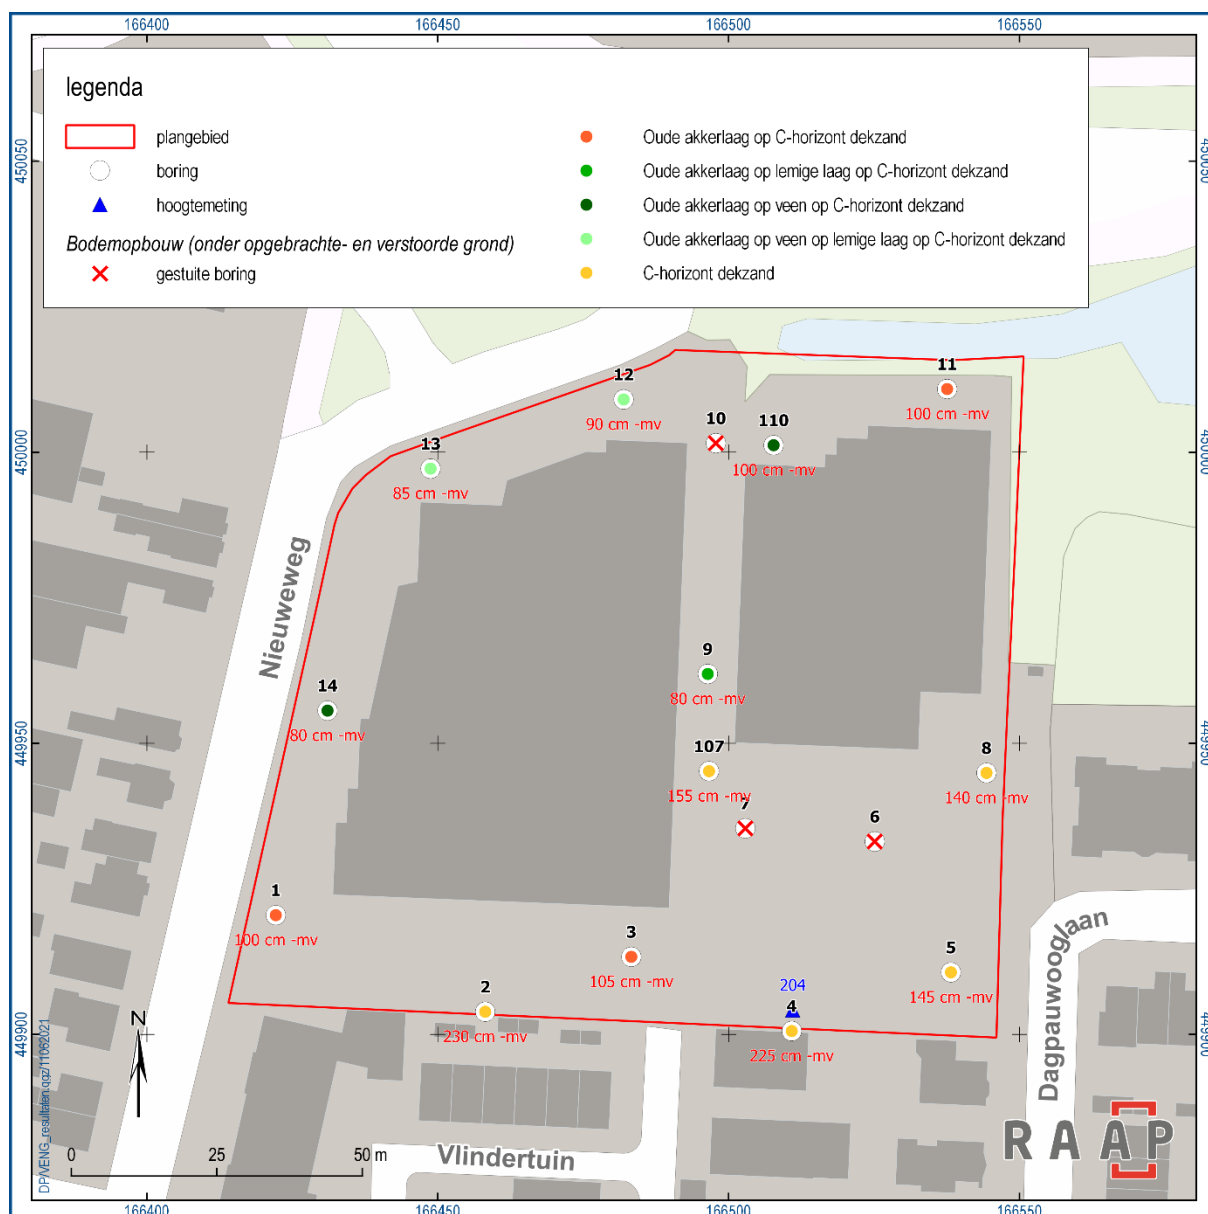 166400 166450 166500 166550
legenda
plangebied
boring
hoogtemeting
Bodemopbouw (onder opgebrachte- en verstoorde grond)
gestuite boring
Oude akkerlaag op C-horizont dekzand
Oude akkerlaag op lemige laag op C-horizont dekzand
Oude akkerlaag op veen op C-horizont dekzand
Oude akkerlaag op veen op lemige laag op C-horizont dekzand
C-horizont dekzand
450050 450050
12
90 cm -mv
11
100 cm -mv
10
110
100 cm -mv
13
85 cm -mv
450000 450000
Nieuweweg
9
80 cm -mv
14
80 cm -mv
449950 449950
107
155 cm -mv
8
140 cm -mv
7
6
1
100 cm -mv
3
105 cm -mv
5
145 cm -mv
2
230 cm -mv
204
4
225 cm -mv
449900 449900
Dagpauwooglaan
N
Vlindertuin
0 25 50 m
RAAP
166400 166450 166500 166550